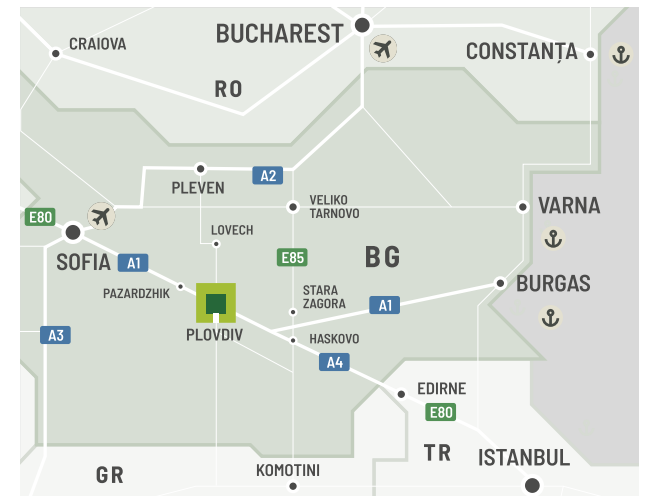 BUCHAREST
CRAIOVA
CONSTANȚA
RO
A2
PLEVEN
VELIKO
TARNOVO
VARNA
E80
LOVECH
SOFIA
A1
E85
BG
PAZARDZHIK
STARA
ZAGORA
BURGAS
A1
PLOVDIV
A3
HASKOVO
A4
EDIRNE
E80
TR
ISTANBUL
GR
KOMOTINI